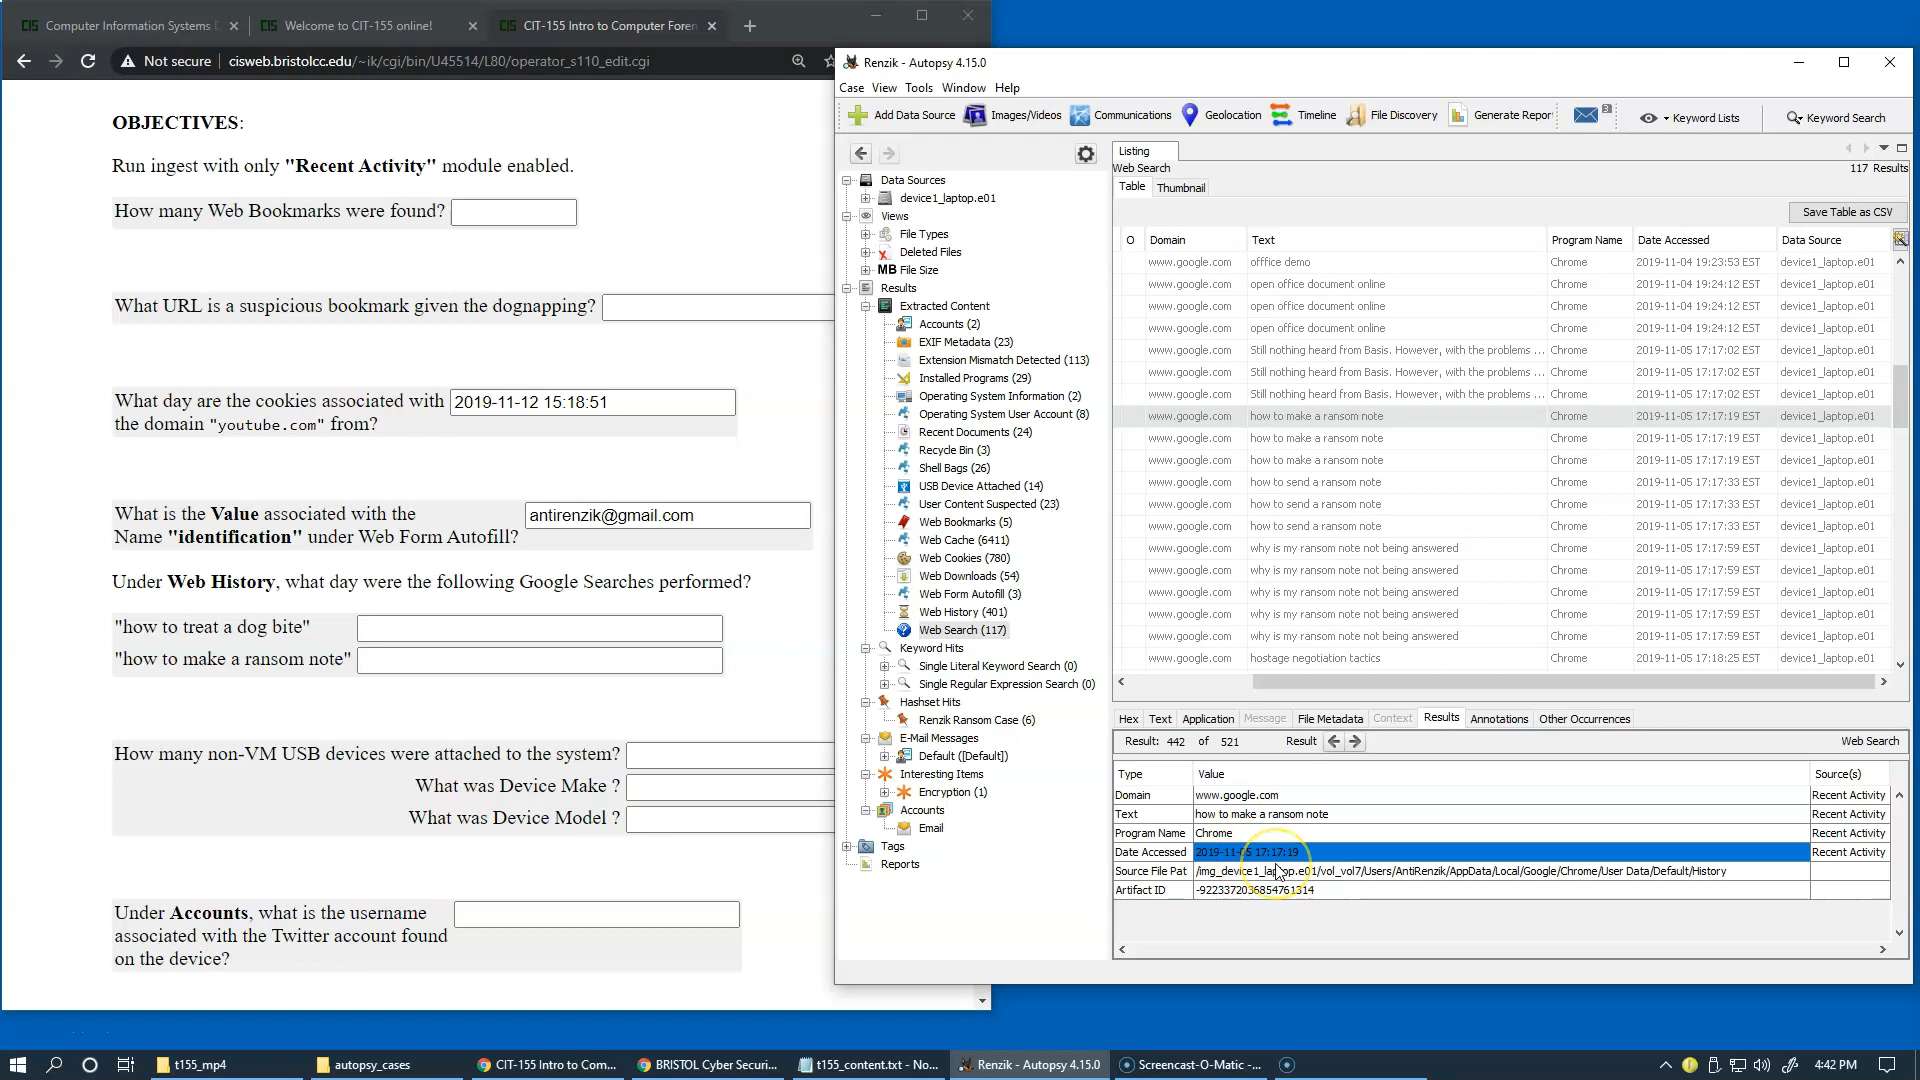 Computer Information Systems D
Welcome to CIT-155 online!
CIT-155 Intro to Computer Foren
Not secure
cisweb.bristolcc.edu/~ik/cgi/bin/U45514/L80/operator_s110_edit.cgi
OBJECTIVES:
Run ingest with only "Recent Activity" module enabled.
How many Web Bookmarks were found?
What URL is a suspicious bookmark given the dognapping?
What day are the cookies associated with
the domain "youtube.com" from?
2019-11-12 15:18:51
What is the Value associated with the
Name "identification" under Web Form Autofill?
antirenzik@gmail.com
Under Web History, what day were the following Google Searches performed?
"how to treat a dog bite"
"how to make a ransom note"
How many non-VM USB devices were attached to the system?
What was Device Make ?
What was Device Model ?
Under Accounts, what is the username
associated with the Twitter account found
on the device?
Renzik - Autopsy 4.15.0
Case View Tools Window Help
Add Data Source Images/Videos Communications Geolocation Timeline File Discovery Generate Repor 3 Keyword Lists Keyword Search
Data Sources
device1_laptop.e01
Views
File Types
Deleted Files
MB File Size
Results
Extracted Content
Accounts (2)
EXIF Metadata (23)
Extension Mismatch Detected (113)
Installed Programs (29)
Operating System Information (2)
Operating System User Account (8)
Recent Documents (24)
Recycle Bin (3)
Shell Bags (26)
USB Device Attached (14)
User Content Suspected (23)
Web Bookmarks (5)
Web Cache (6411)
Web Cookies (780)
Web Downloads (54)
Web Form Autofill (3)
Web History (401)
Web Search (117)
Keyword Hits
Single Literal Keyword Search (0)
Single Regular Expression Search (0)
Hashset Hits
Renzik Ransom Case (6)
E-Mail Messages
Default ([Default])
Interesting Items
Encryption (1)
Accounts
Email
Tags
Reports
Listing
Web Search
117 Results
Table Thumbnail
Save Table as CSV
O Domain Text Program Name Date Accessed Data Source
www.google.com offfice demo Chrome 2019-11-04 19:23:53 EST device1_laptop.e01
www.google.com open office document online Chrome 2019-11-04 19:24:12 EST device1_laptop.e01
www.google.com open office document online Chrome 2019-11-04 19:24:12 EST device1_laptop.e01
www.google.com open office document online Chrome 2019-11-04 19:24:12 EST device1_laptop.e01
www.google.com Still nothing heard from Basis. However, with the problems ... Chrome 2019-11-05 17:17:02 EST device1_laptop.e01
www.google.com Still nothing heard from Basis. However, with the problems ... Chrome 2019-11-05 17:17:02 EST device1_laptop.e01
www.google.com Still nothing heard from Basis. However, with the problems ... Chrome 2019-11-05 17:17:02 EST device1_laptop.e01
www.google.com how to make a ransom note Chrome 2019-11-05 17:17:19 EST device1_laptop.e01
www.google.com how to make a ransom note Chrome 2019-11-05 17:17:19 EST device1_laptop.e01
www.google.com how to make a ransom note Chrome 2019-11-05 17:17:19 EST device1_laptop.e01
www.google.com how to send a ransom note Chrome 2019-11-05 17:17:33 EST device1_laptop.e01
www.google.com how to send a ransom note Chrome 2019-11-05 17:17:33 EST device1_laptop.e01
www.google.com how to send a ransom note Chrome 2019-11-05 17:17:33 EST device1_laptop.e01
www.google.com why is my ransom note not being answered Chrome 2019-11-05 17:17:59 EST device1_laptop.e01
www.google.com why is my ransom note not being answered Chrome 2019-11-05 17:17:59 EST device1_laptop.e01
www.google.com why is my ransom note not being answered Chrome 2019-11-05 17:17:59 EST device1_laptop.e01
www.google.com why is my ransom note not being answered Chrome 2019-11-05 17:17:59 EST device1_laptop.e01
www.google.com why is my ransom note not being answered Chrome 2019-11-05 17:17:59 EST device1_laptop.e01
www.google.com hostage negotiation tactics Chrome 2019-11-05 17:18:25 EST device1_laptop.e01
Hex Text Application Message File Metadata Context Results Annotations Other Occurrences
Result: 442 of 521 Result Web Search
Type Value Source(s)
Domain www.google.com Recent Activity
Text how to make a ransom note Recent Activity
Program Name Chrome Recent Activity
Date Accessed 2019-11-05 17:17:19 Recent Activity
Source File Pat /img_device1_laptop.e01/vol_vol7/Users/AntiRenzik/AppData/Local/Google/Chrome/User Data/Default/History
Artifact ID -9223372036854761314
t155_mp4
autopsy_cases
CIT-155 Intro to Com...
BRISTOL Cyber Securi...
t155_content.txt - No...
Renzik - Autopsy 4.15.0
Screencast-O-Matic -...
4:42 PM